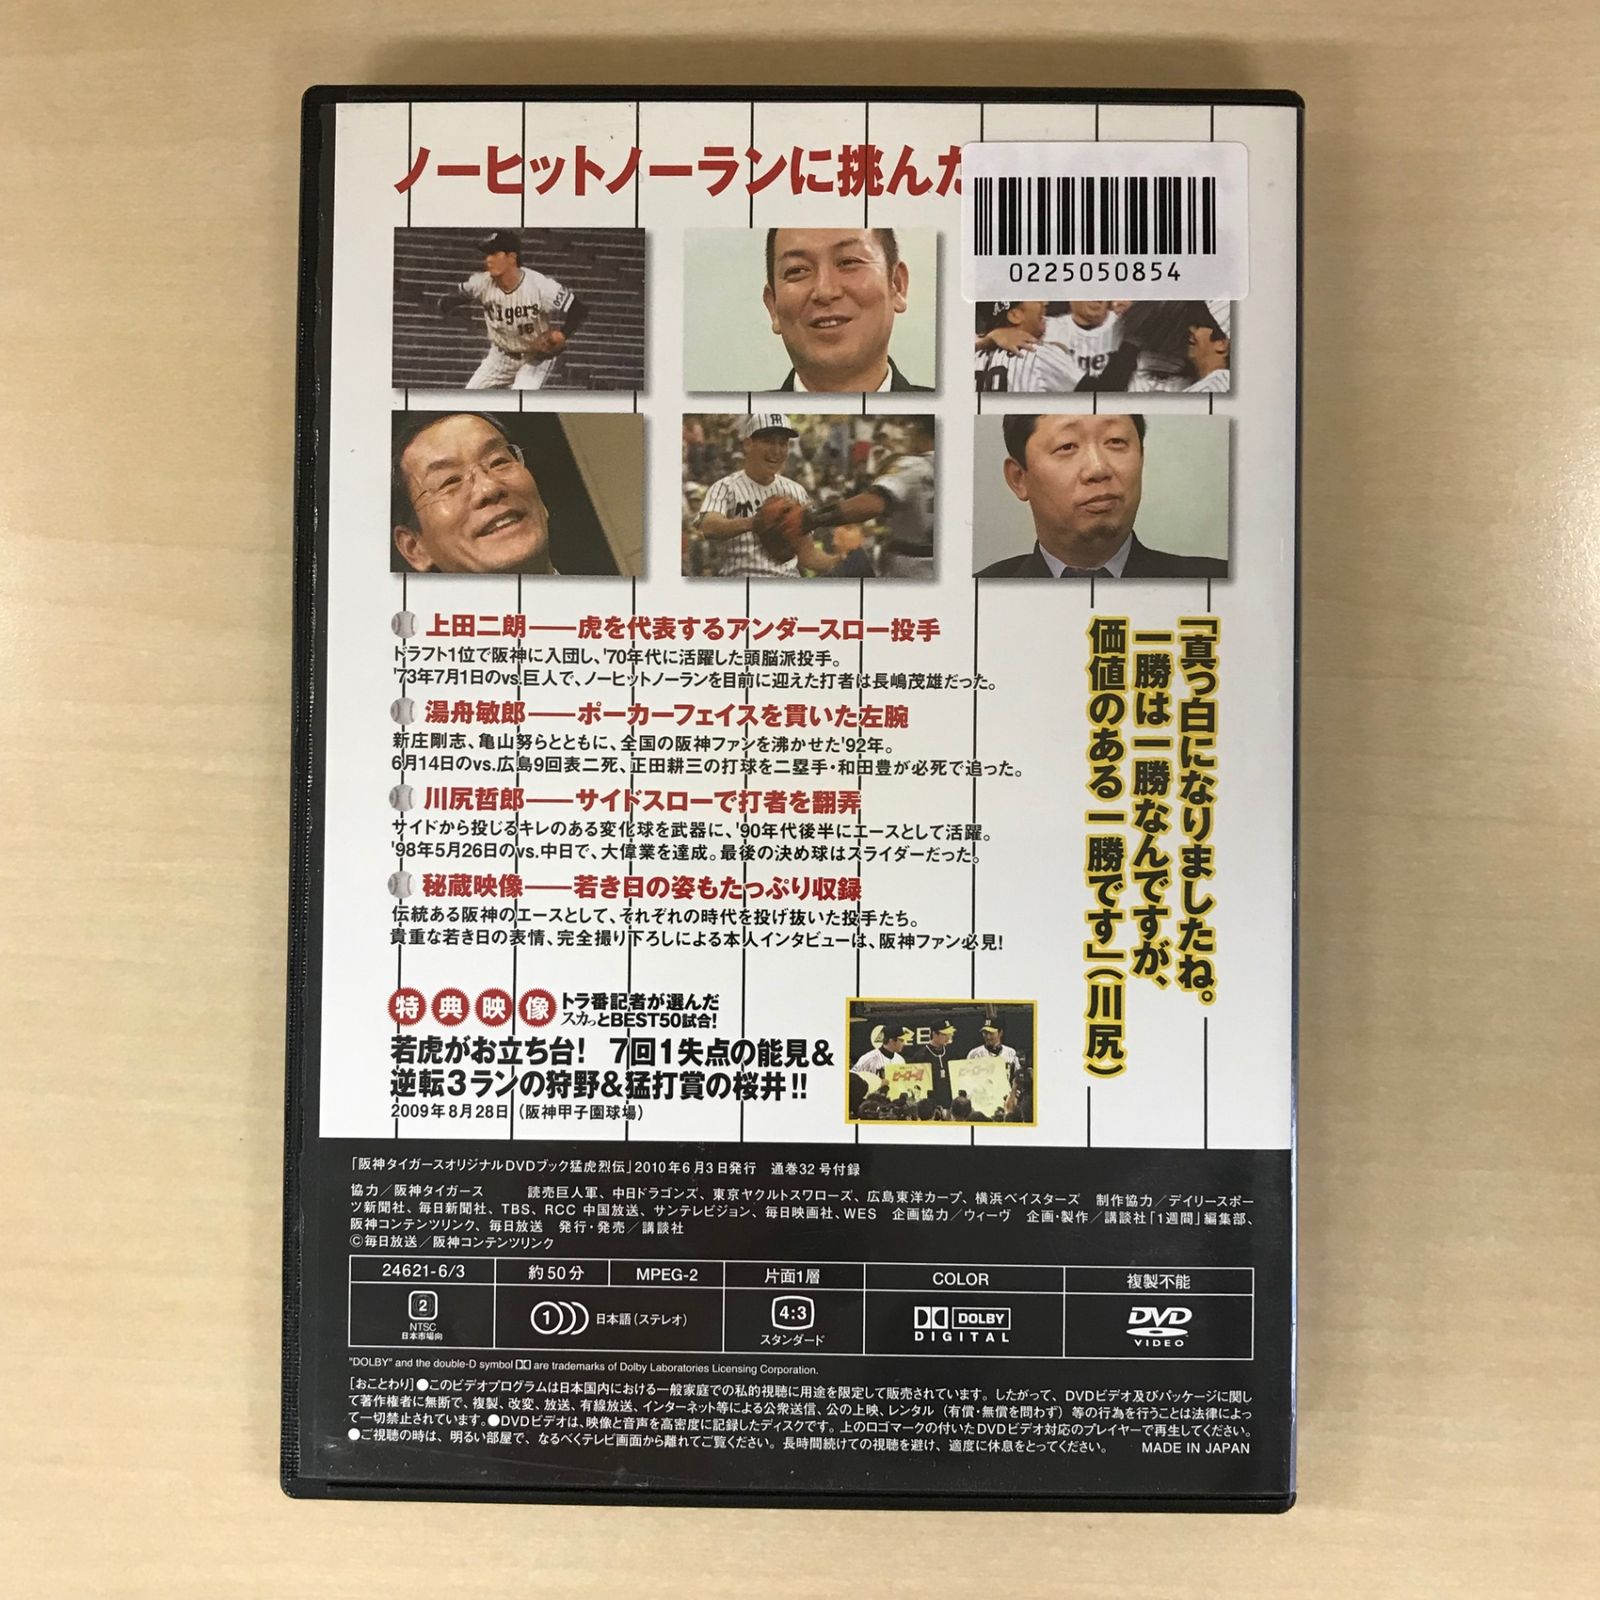 ノーヒットノーランに挑んだ
0225050854
Tigers
16
上田二朗――虎を代表するアンダースロー投手
ドラフト1位で阪神に入団し、'70年代に活躍した頭脳派投手。
'73年7月1日のvs.巨人で、ノーヒットノーランを目前に迎えた打者は長嶋茂雄だった。
湯舟敏郎――ポーカーフェイスを貫いた左腕
新庄剛志、亀山努らとともに、全国の阪神ファンを沸かせた'92年。
6月14日のvs.広島9回表二死、正田耕三の打球を二塁手・和田豊が必死で追った。
川尻哲郎――サイドスローで打者を翻弄
サイドから投じるキレのある変化球を武器に、'90年代後半にエースとして活躍。
'98年5月26日のvs.中日で、大偉業を達成。最後の決め球はスライダーだった。
秘蔵映像――若き日の姿もたっぷり収録
伝統ある阪神のエースとして、それぞれの時代を投げ抜いた投手たち。
貴重な若き日の表情、完全撮り下ろしによる本人インタビューは、阪神ファン必見!
「真っ白になりましたね。
一勝は一勝なんですが、
価値のある一勝です」(川尻)
特典映像
トラ番記者が選んだ
スカッとBEST50試合!
若虎がお立ち台! 7回1失点の能見&
逆転3ランの狩野&猛打賞の桜井!!
2009年8月28日(阪神甲子園球場)
「阪神タイガースオリジナルDVDブック猛虎烈伝」2010年6月3日発行 通巻32号付録
協力/阪神タイガース 読売巨人軍、中日ドラゴンズ、東京ヤクルトスワローズ、広島東洋カープ、横浜ベイスターズ 制作協力/デイリースポー
ツ新聞社、毎日新聞社、TBS、RCC 中国放送、サンテレビジョン、毎日映画社、WES 企画協力/ウィーヴ 企画・製作/講談社「1週間」編集部、
阪神コンテンツリンク、毎日放送 発行・発売/講談社
©毎日放送/阪神コンテンツリンク
24621-6/3 約50分 MPEG-2 片面1層 COLOR 複製不能
2
NTSC
日本市場向
1 日本語(ステレオ)
4:3
スタンダード
DOLBY
DIGITAL
DVD
VIDEO
"DOLBY" and the double-D symbol are trademarks of Dolby Laboratories Licensing Corporation.
[おことわり]●このビデオプログラムは日本国内における一般家庭での私的視聴に用途を限定して販売されています。したがって、DVDビデオ及びパッケージに関し
て著作権者に無断で、複製、改変、放送、有線放送、インターネット等による公衆送信、公の上映、レンタル(有償・無償を問わず)等の行為を行うことは法律によっ
て一切禁止されています。●DVDビデオは、映像と音声を高密度に記録したディスクです。上のロゴマークの付いたDVDビデオ対応のプレイヤーで再生してください。
●ご視聴の時は、明るい部屋で、なるべくテレビ画面から離れてご覧ください。長時間続けての視聴を避け、適度に休息をとってください。 MADE IN JAPAN